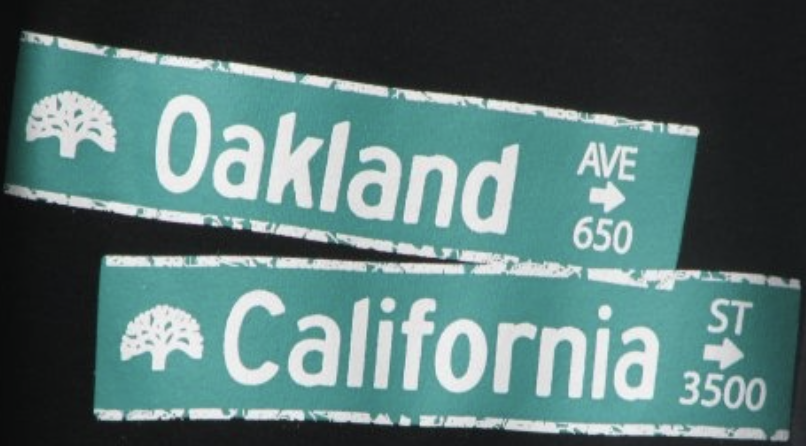 Oakland AVE
→
650
California ST
→
3500